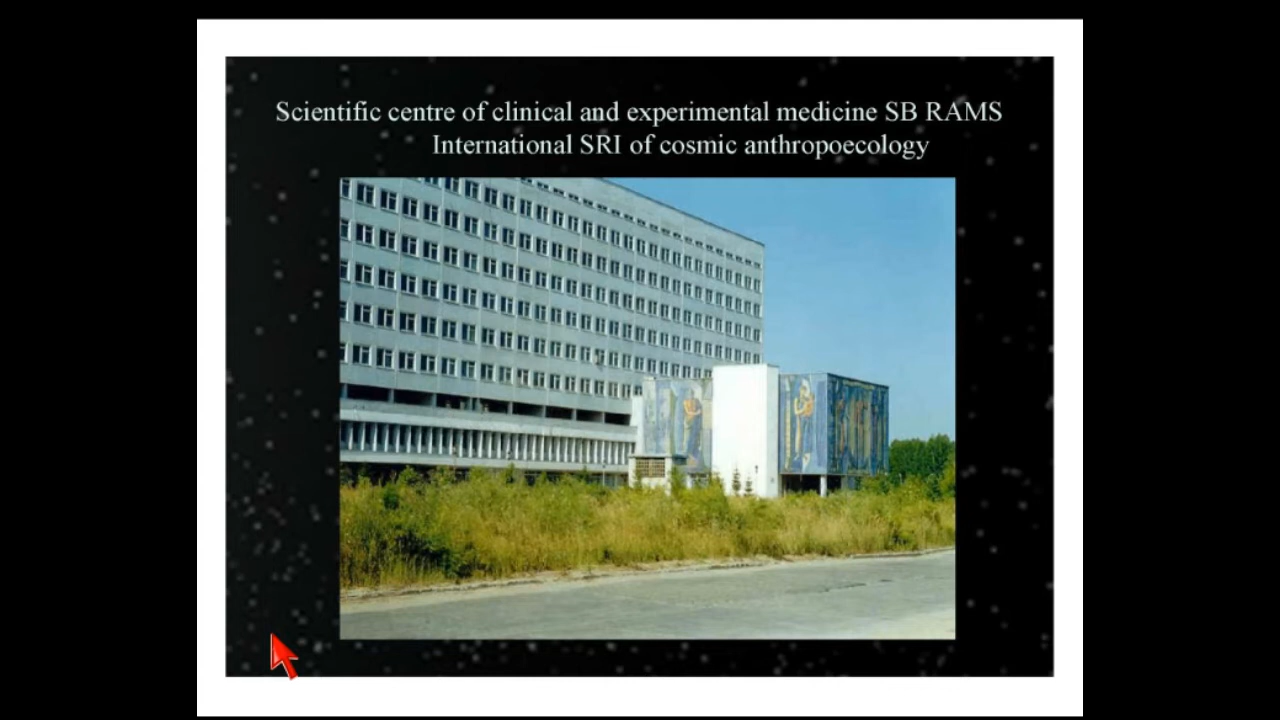 Scientific centre of clinical and experimental medicine SB RAMS
International SRI of cosmic anthropoecology